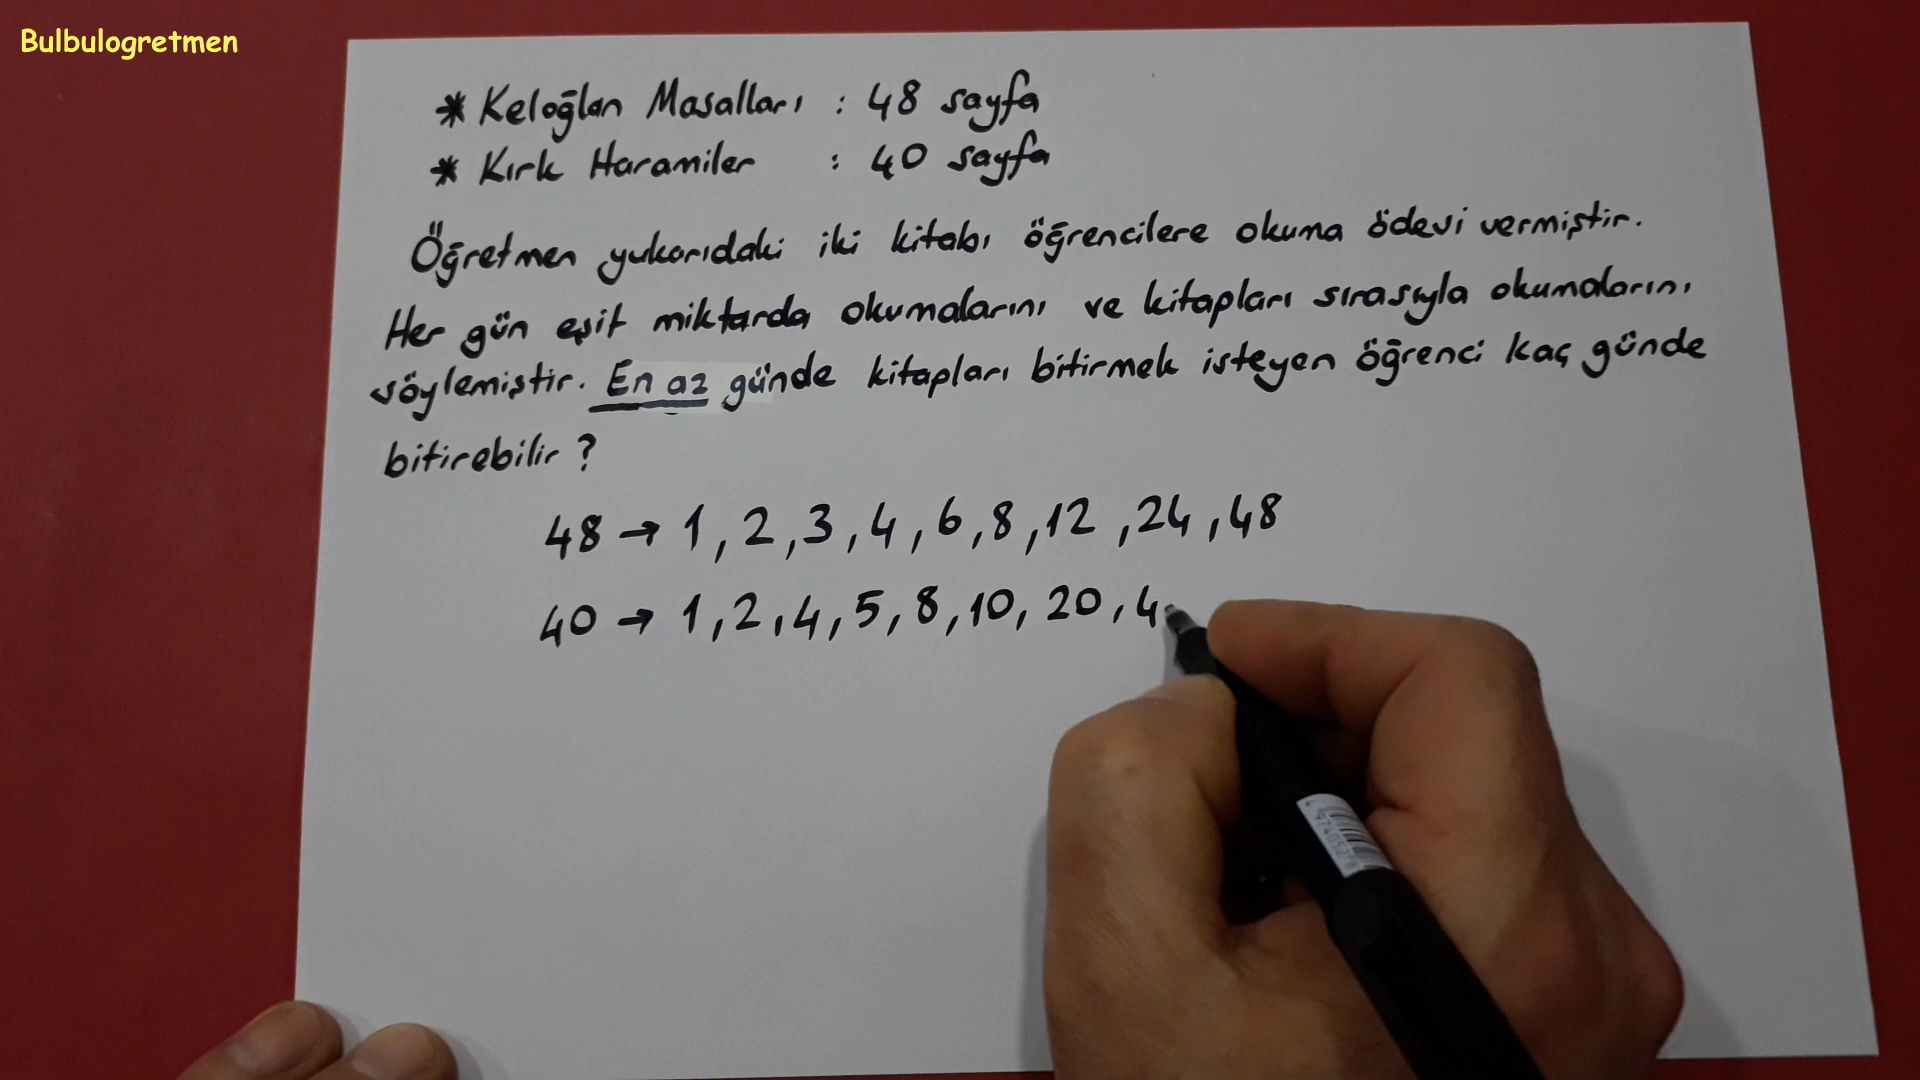 Bulbulogretmen
* Keloğlan Masalları : 48 sayfa
* Kırk Haramiler : 40 sayfa
Öğretmen yukarıdaki iki kitabı öğrencilere okuma ödevi vermiştir.
Her gün eşit miktarda okumalarını ve kitapları sırasıyla okumalarını
söylemiştir. En az günde kitapları bitirmek isteyen öğrenci kaç günde
bitirebilir ?
48 → 1, 2, 3, 4, 6, 8, 12, 24, 48
40 → 1, 2, 4, 5, 8, 10, 20, 4